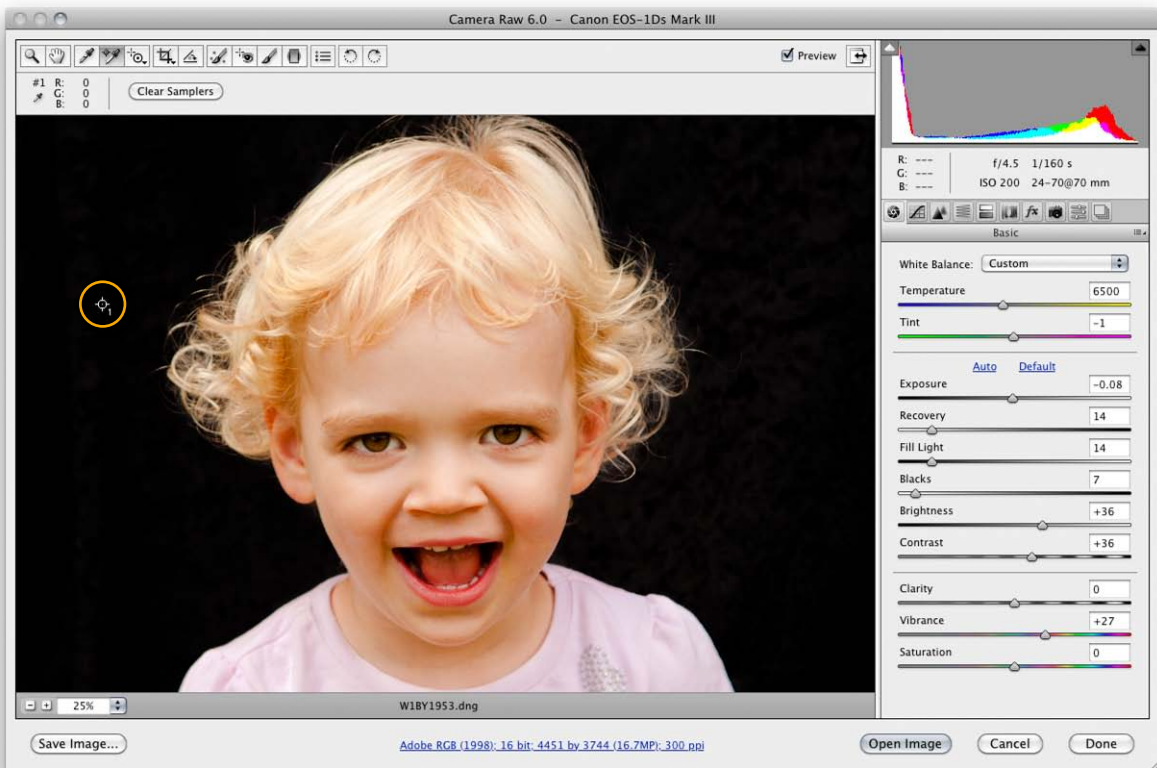 Camera Raw 6.0 – Canon EOS-1Ds Mark III
Preview
#1 R: 0
G: 0
B: 0
Clear Samplers
1
R: ---
G: ---
B: ---
f/4.5 1/160 s
ISO 200 24-70@70 mm
fx
Basic
White Balance: Custom
Temperature 6500
Tint -1
Auto Default
Exposure -0.08
Recovery 14
Fill Light 14
Blacks 7
Brightness +36
Contrast +36
Clarity 0
Vibrance +27
Saturation 0
25% W1BY1953.dng
Save Image... Adobe RGB (1998); 16 bit; 4451 by 3744 (16.7MP); 300 ppi Open Image Cancel Done